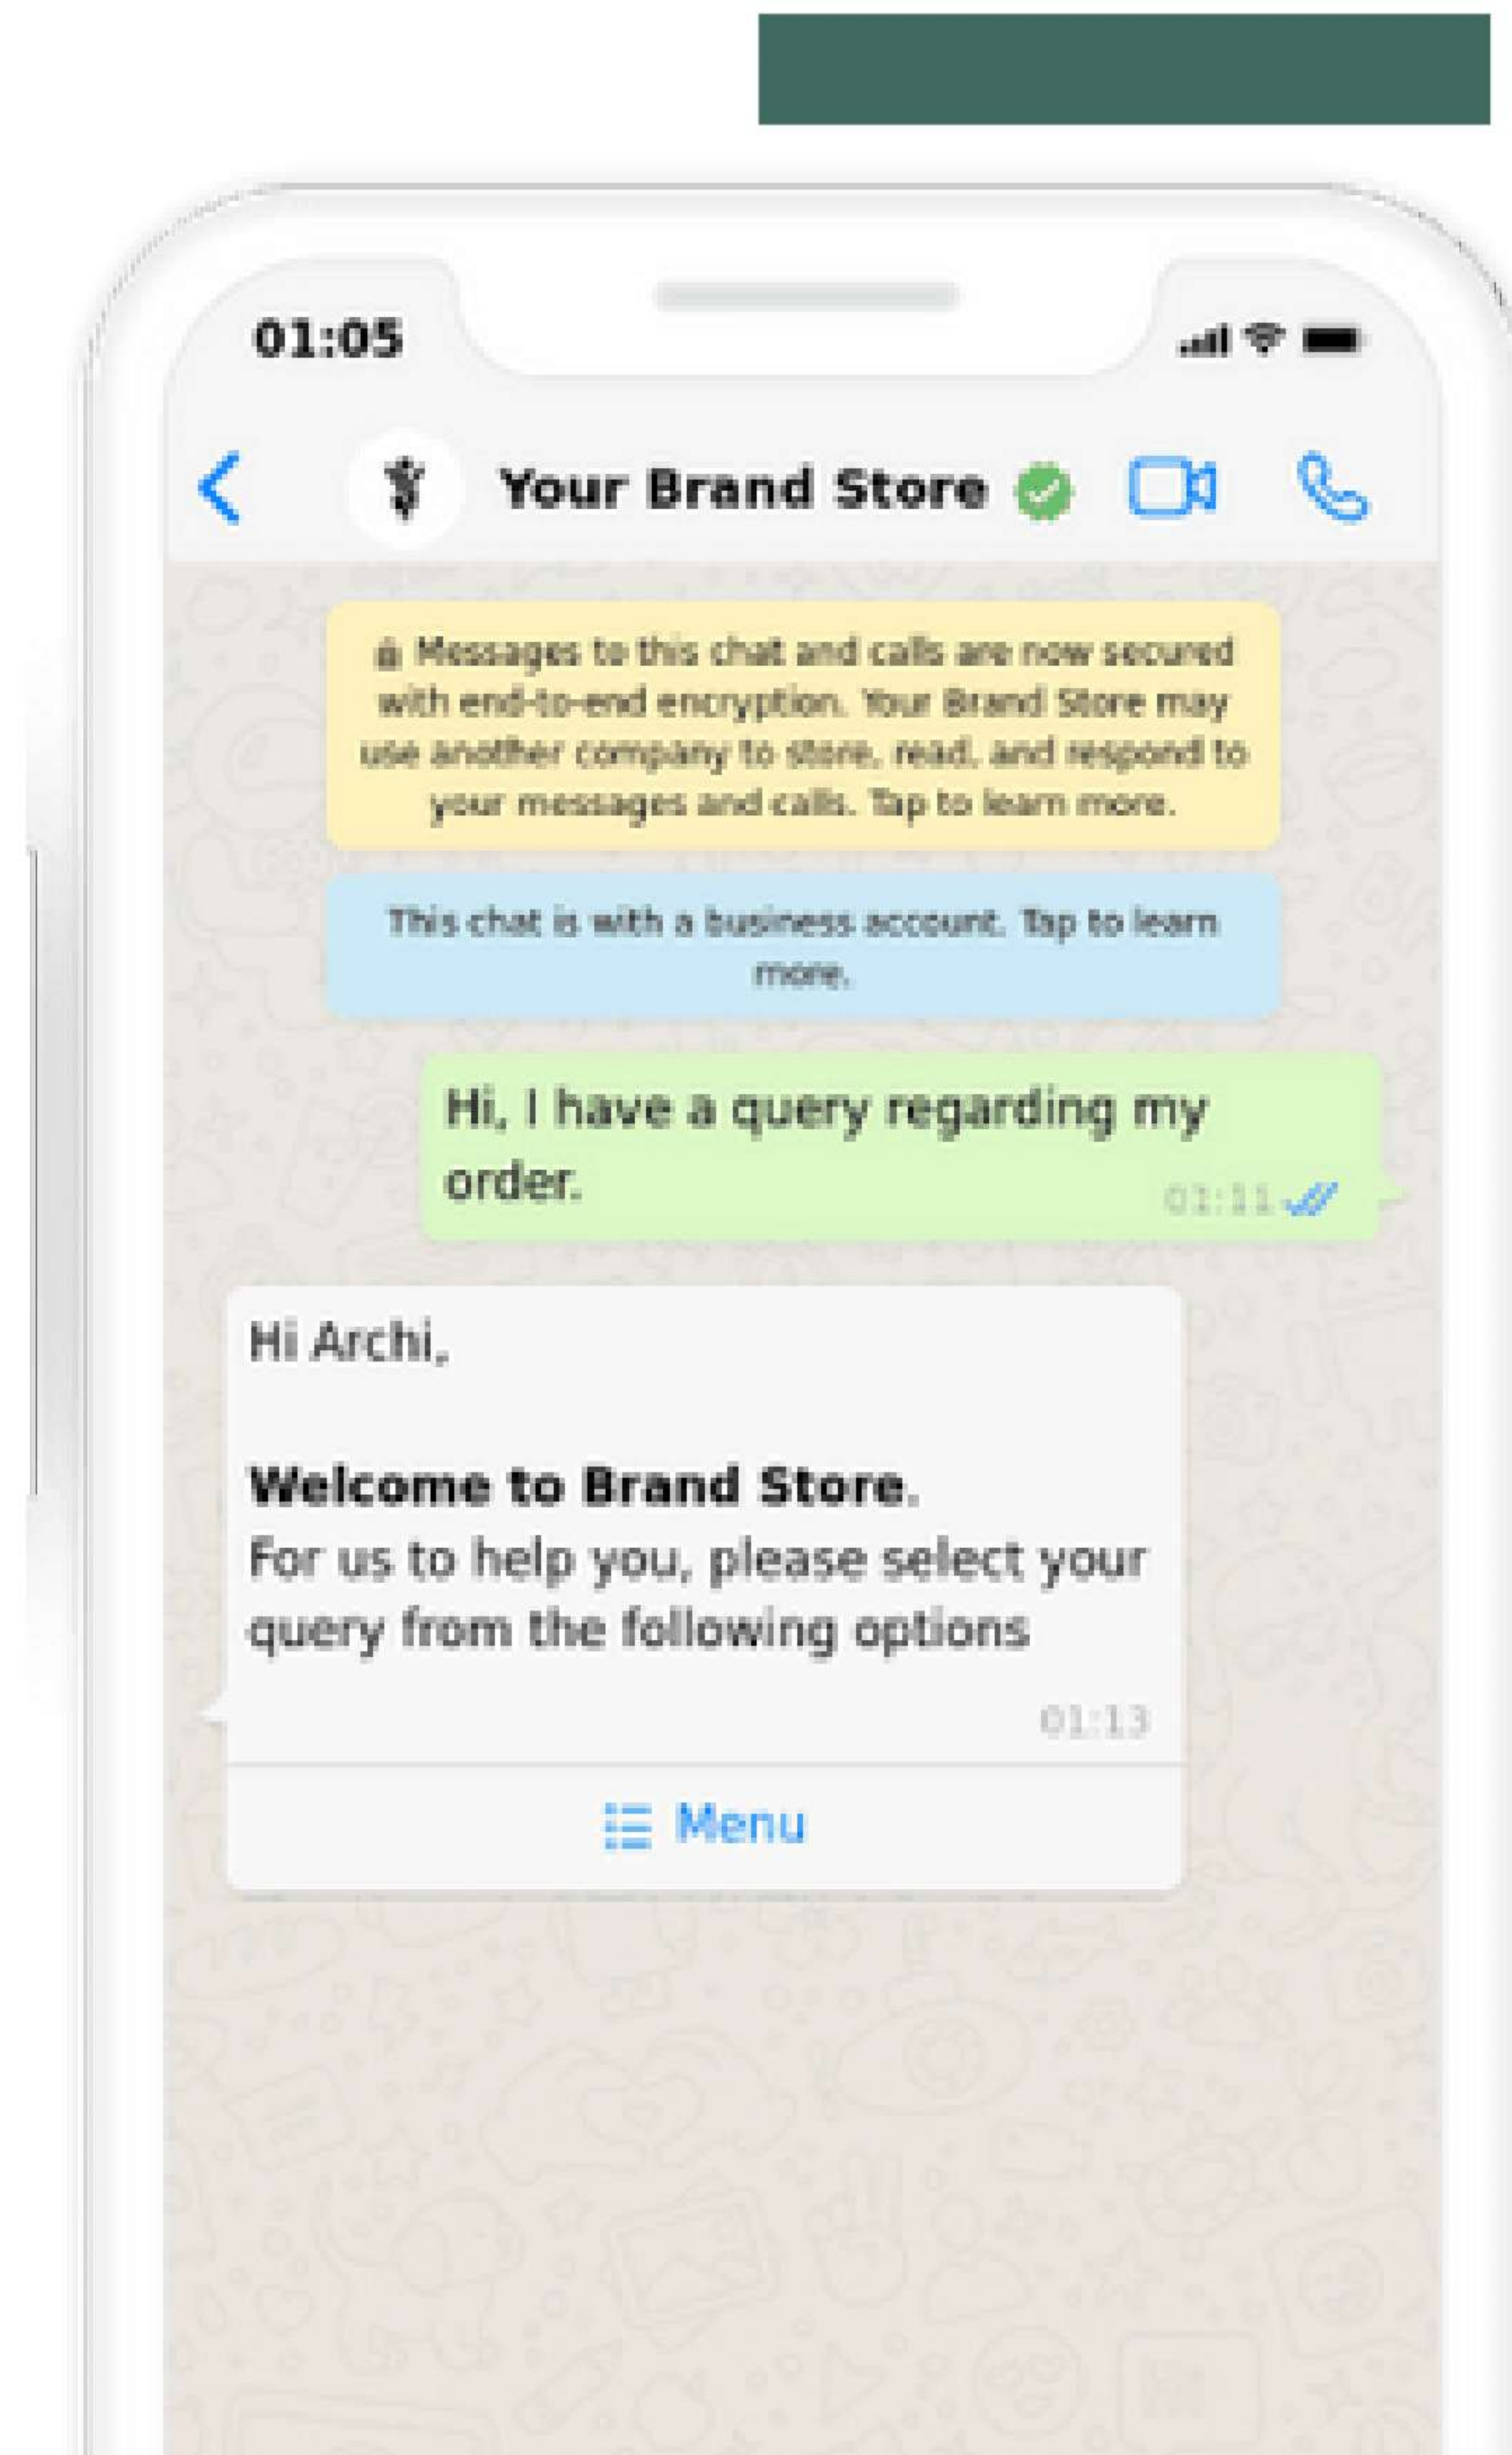 01:05
Your Brand Store
Messages to this chat and calls are now secured
with end-to-end encryption. Your Brand Store may
use another company to store, read, and respond to
your messages and calls. Tap to learn more.
This chat is with a business account. Tap to learn
more.
Hi, I have a query regarding my
order.
01:11
Hi Archi,
Welcome to Brand Store.
For us to help you, please select your
query from the following options
01:13
Menu